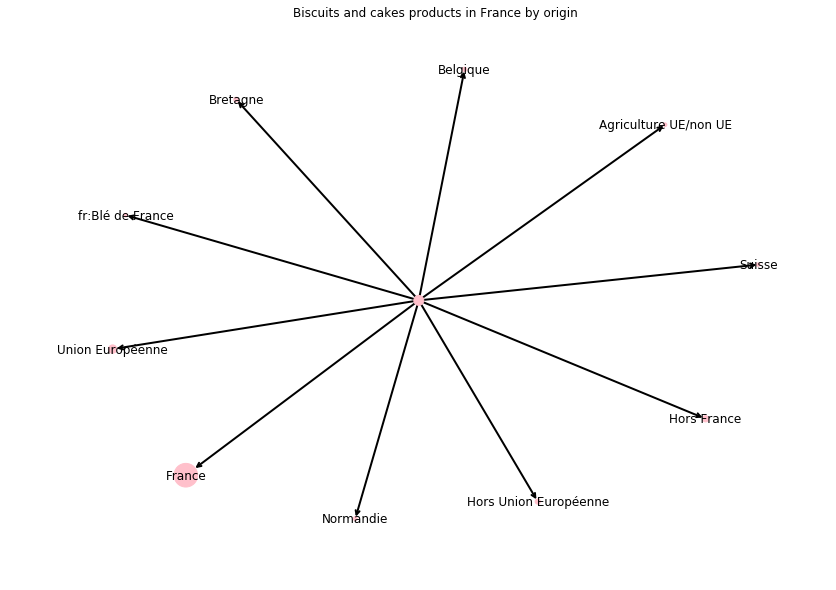 Biscuits and cakes products in France by origin
Belgique
Bretagne
Agriculture UE/non UE
fr:Blé de France
Suisse
Union Européenne
Hors France
France
Hors Union Européenne
Normandie